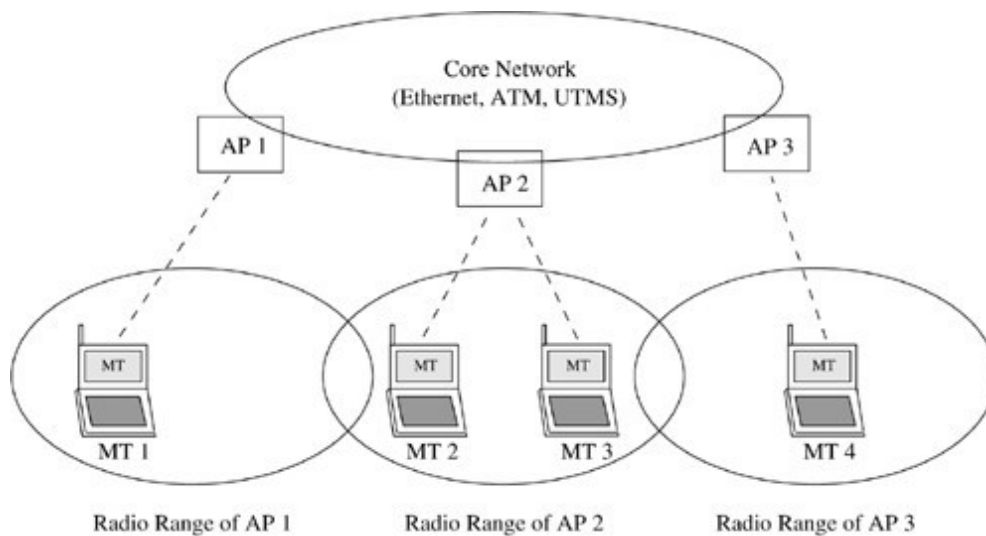 Core Network
(Ethernet, ATM, UTMS)
AP 1
AP 2
AP 3
MT
MT
MT
MT
MT 1
MT 2
MT 3
MT 4
Radio Range of AP 1
Radio Range of AP 2
Radio Range of AP 3